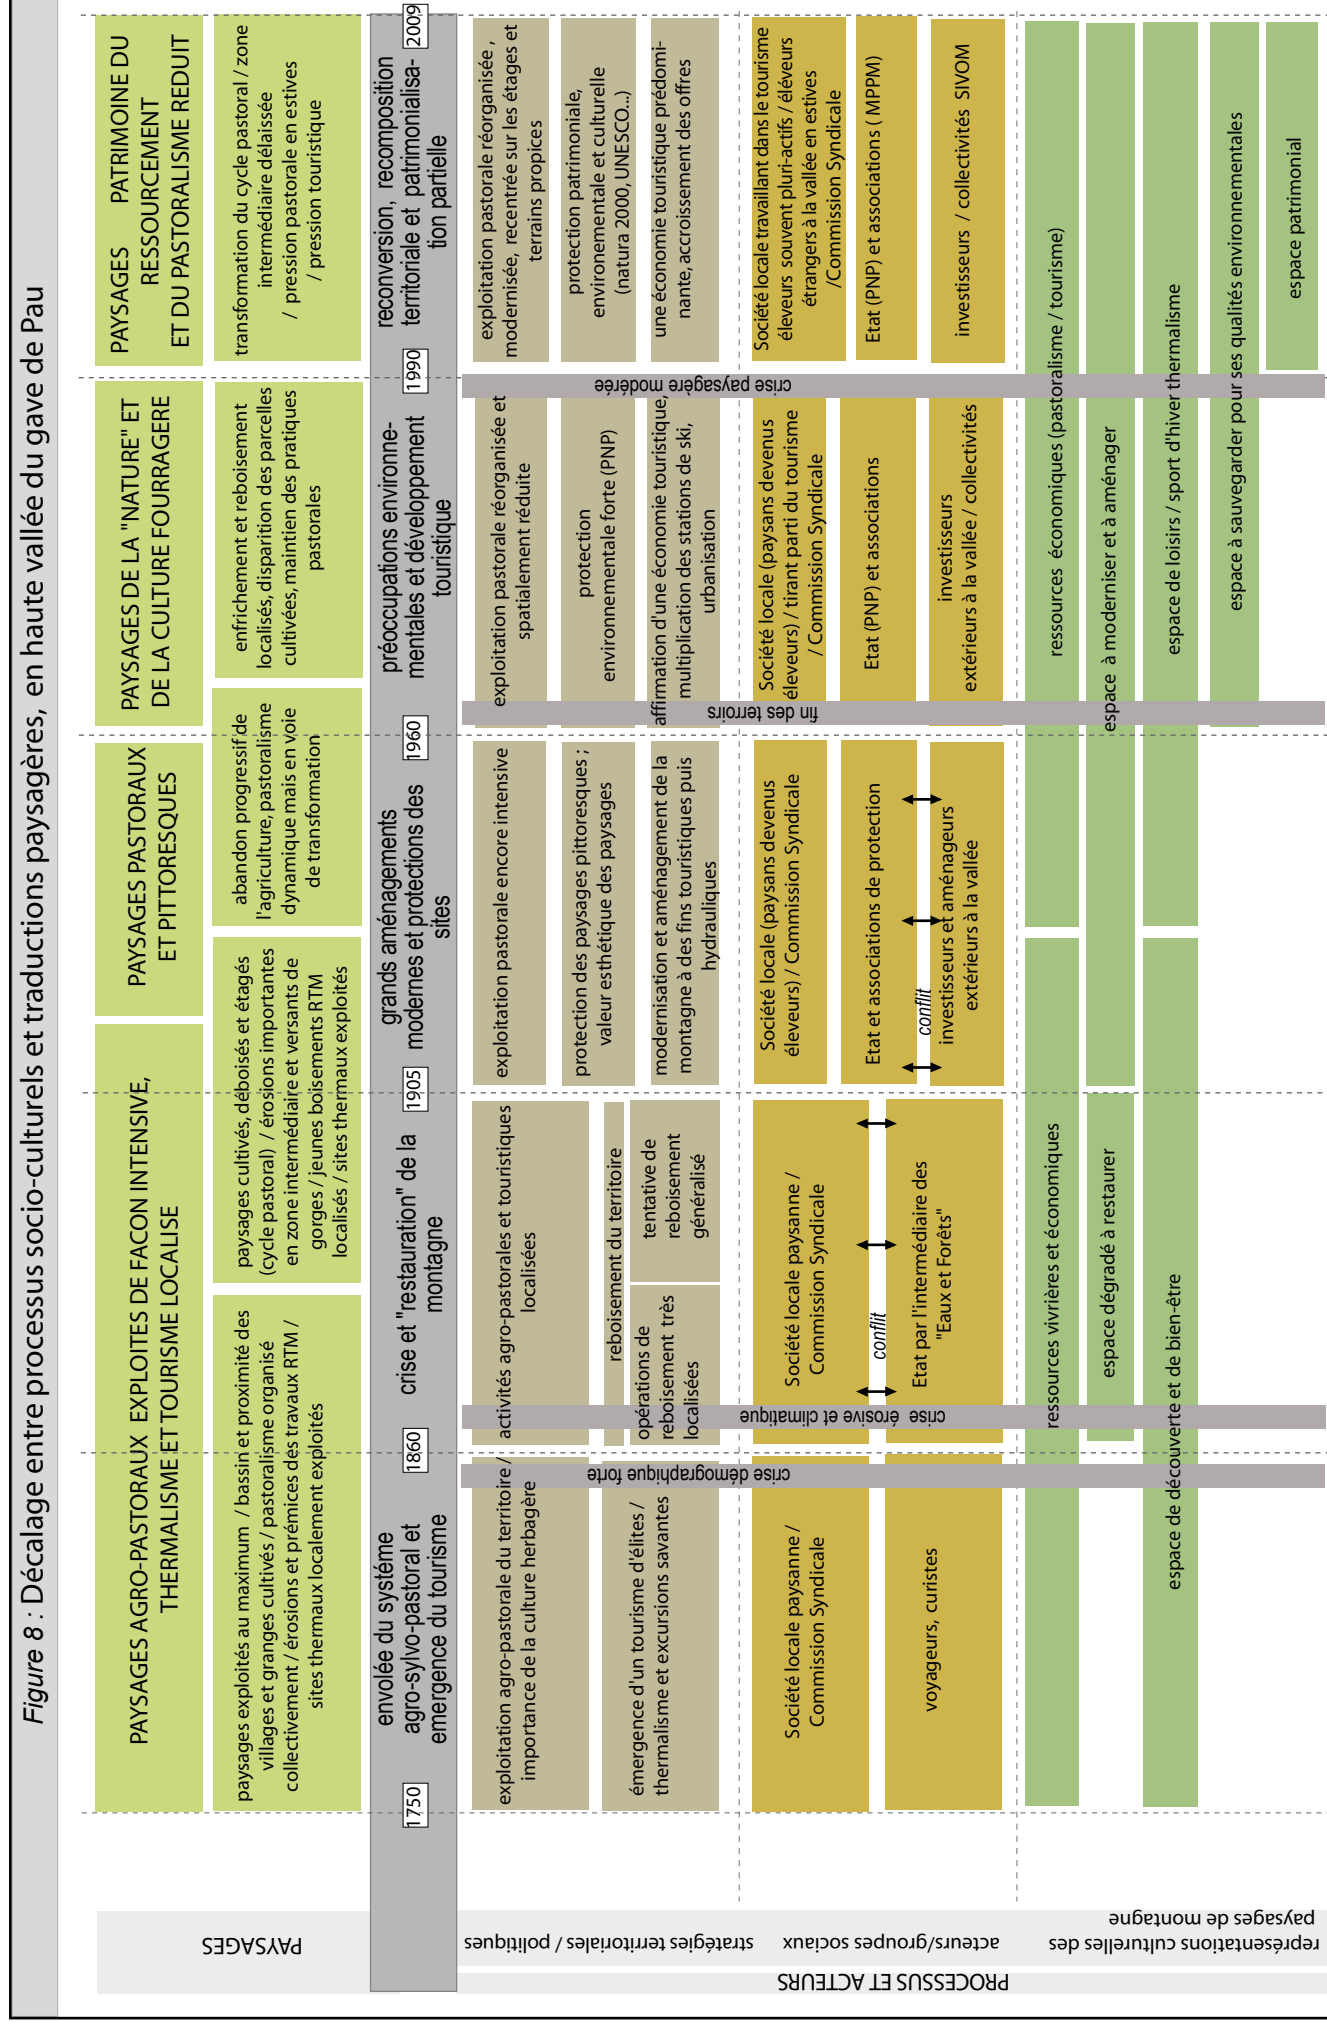 Figure 8 : Décalage entre processus socio-culturels et traductions paysagères, en haute vallée du gave de Pau
PAYSAGES
PAYSAGES AGRO-PASTORAUX EXPLOITES DE FACON INTENSIVE,
THERMALISME ET TOURISME LOCALISE
PAYSAGES PASTORAUX
ET PITTORESQUES
PAYSAGES DE LA "NATURE" ET
DE LA CULTURE FOURRAGERE
PAYSAGES PATRIMOINE DU
RESSOURCEMENT
ET DU PASTORALISME REDUIT
paysages exploités au maximum / bassin et proximité des
villages et granges cultivés / pastoralisme organisé
collectivement / érosions et prémices des travaux RTM /
sites thermaux localement exploités
paysages cultivés, déboisés et étagés
(cycle pastoral) / érosions importantes
en zone intermédiaire et versants de
gorges / jeunes boisements RTM
localisés / sites thermaux exploités
abandon progressif de
l'agriculture, pastoralisme
dynamique mais en voie
de transformation
enfrichement et reboisement
localisés, disparition des parcelles
cultivées, maintien des pratiques
pastorales
transformation du cycle pastoral / zone
intermédiaire délaissée
/ pression pastorale en estives
/ pression touristique
1750
envolée du systéme
agro-sylvo-pastoral et
emergence du tourisme
1860
crise et "restauration" de la
montagne
1905
grands aménagements
modernes et protections des
sites
1960
préoccupations environne-
mentales et développement
touristique
1990
reconversion, recomposition
territoriale et patrimonialisa-
tion partielle
2009
PROCESSUS ET ACTEURS
stratégies territoriales / politiques
exploitation agro-pastorale du territoire /
importance de la culture herbagère
émergence d'un tourisme d'élites /
thermalisme et excursions savantes
crise démographique forte
crise érosive et climatique
activités agro-pastorales et touristiques
localisées
reboisement du territoire
opérations de
reboisement très
localisées
tentative de
reboisement
généralisé
exploitation pastorale encore intensive
protection des paysages pittoresques ;
valeur esthétique des paysages
modernisation et aménagement de la
montagne à des fins touristiques puis
hydrauliques
fin des terroirs
exploitation pastorale réorganisée et
spatialement réduite
protection
environnementale forte (PNP)
affirmation d'une économie touristique,
multiplication des stations de ski,
urbanisation
crise paysagère modérée
exploitation pastorale réorganisée ,
modernisée, recentrée sur les étages et
terrains propices
protection patrimoniale,
environementale et culturelle
(natura 2000, UNESCO...)
une économie touristique prédomi-
nante, accroissement des offres
acteurs/groupes sociaux
Société locale paysanne /
Commission Syndicale
voyageurs, curistes
Société locale paysanne /
Commission Syndicale
conflit
Etat par l'intermédiaire des
"Eaux et Forêts"
Société locale (paysans devenus
éleveurs) / Commission Syndicale
Etat et associations de protection
conflit
investisseurs et aménageurs
extérieurs à la vallée
Société locale (paysans devenus
éleveurs) / tirant parti du tourisme
/ Commission Syndicale
Etat (PNP) et associations
investisseurs
extérieurs à la vallée / collectivités
Société locale travaillant dans le tourisme
éleveurs souvent pluri-actifs / éleveurs
étrangers à la vallée en estives
/Commission Syndicale
Etat (PNP) et associations ( MPPM)
investisseurs / collectivités SIVOM
représentations culturelles des
paysages de montagne
ressources vivrières et économiques
ressources économiques (pastoralisme / tourisme)
espace dégradé à restaurer
espace à moderniser et à aménager
espace de découverte et de bien-être
espace de loisirs / sport d'hiver thermalisme
espace à sauvegarder pour ses qualités environnementales
espace patrimonial